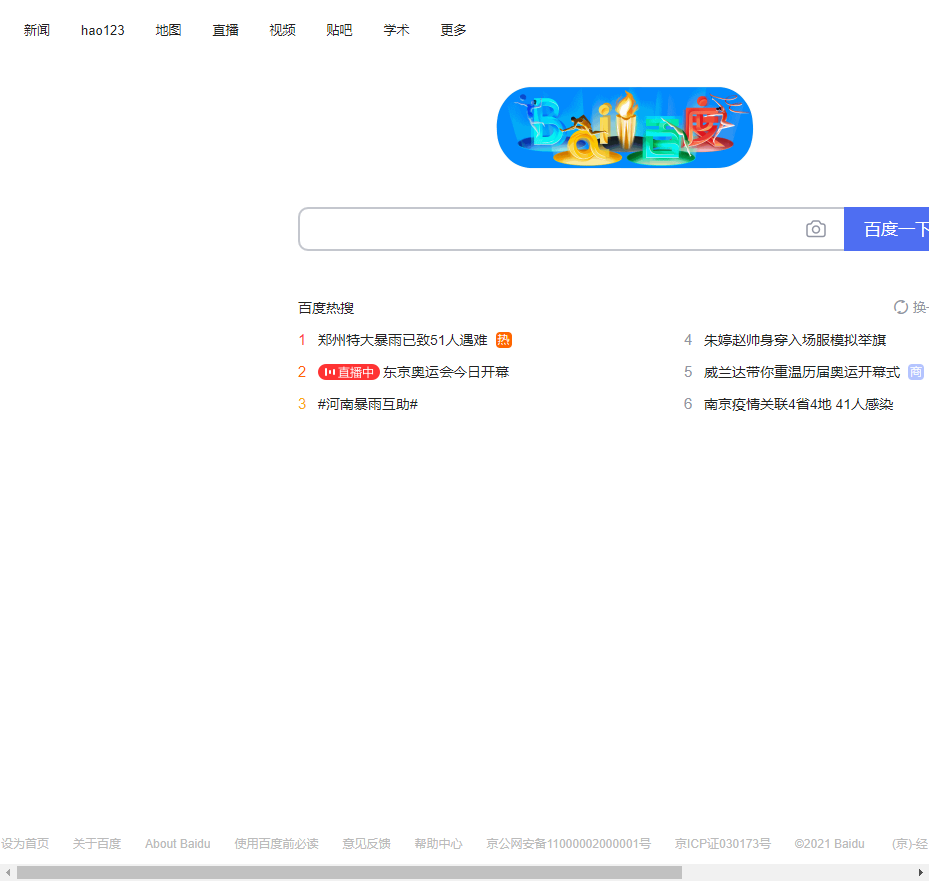 新闻 hao123 地图 直播 视频 贴吧 学术 更多
Bai 百度
百度一下
百度热搜
换一
1 郑州特大暴雨已致51人遇难 热
2 直播中 东京奥运会今日开幕
3 #河南暴雨互助#
4 朱婷赵帅身穿入场服模拟举旗
5 威兰达带你重温历届奥运开幕式 商
6 南京疫情关联4省4地 41人感染
设为首页 关于百度 About Baidu 使用百度前必读 意见反馈 帮助中心 京公网安备11000002000001号 京ICP证030173号 ©2021 Baidu (京)-经